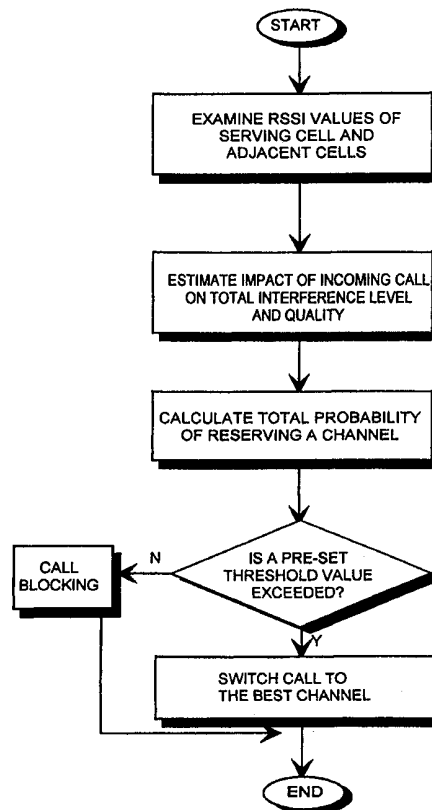 START
EXAMINE RSSI VALUES OF
SERVING CELL AND
ADJACENT CELLS
ESTIMATE IMPACT OF INCOMING CALL
ON TOTAL INTERFERENCE LEVEL
AND QUALITY
CALCULATE TOTAL PROBABILITY
OF RESERVING A CHANNEL
IS A PRE-SET
THRESHOLD VALUE
EXCEEDED?
N
CALL
BLOCKING
Y
SWITCH CALL TO
THE BEST CHANNEL
END